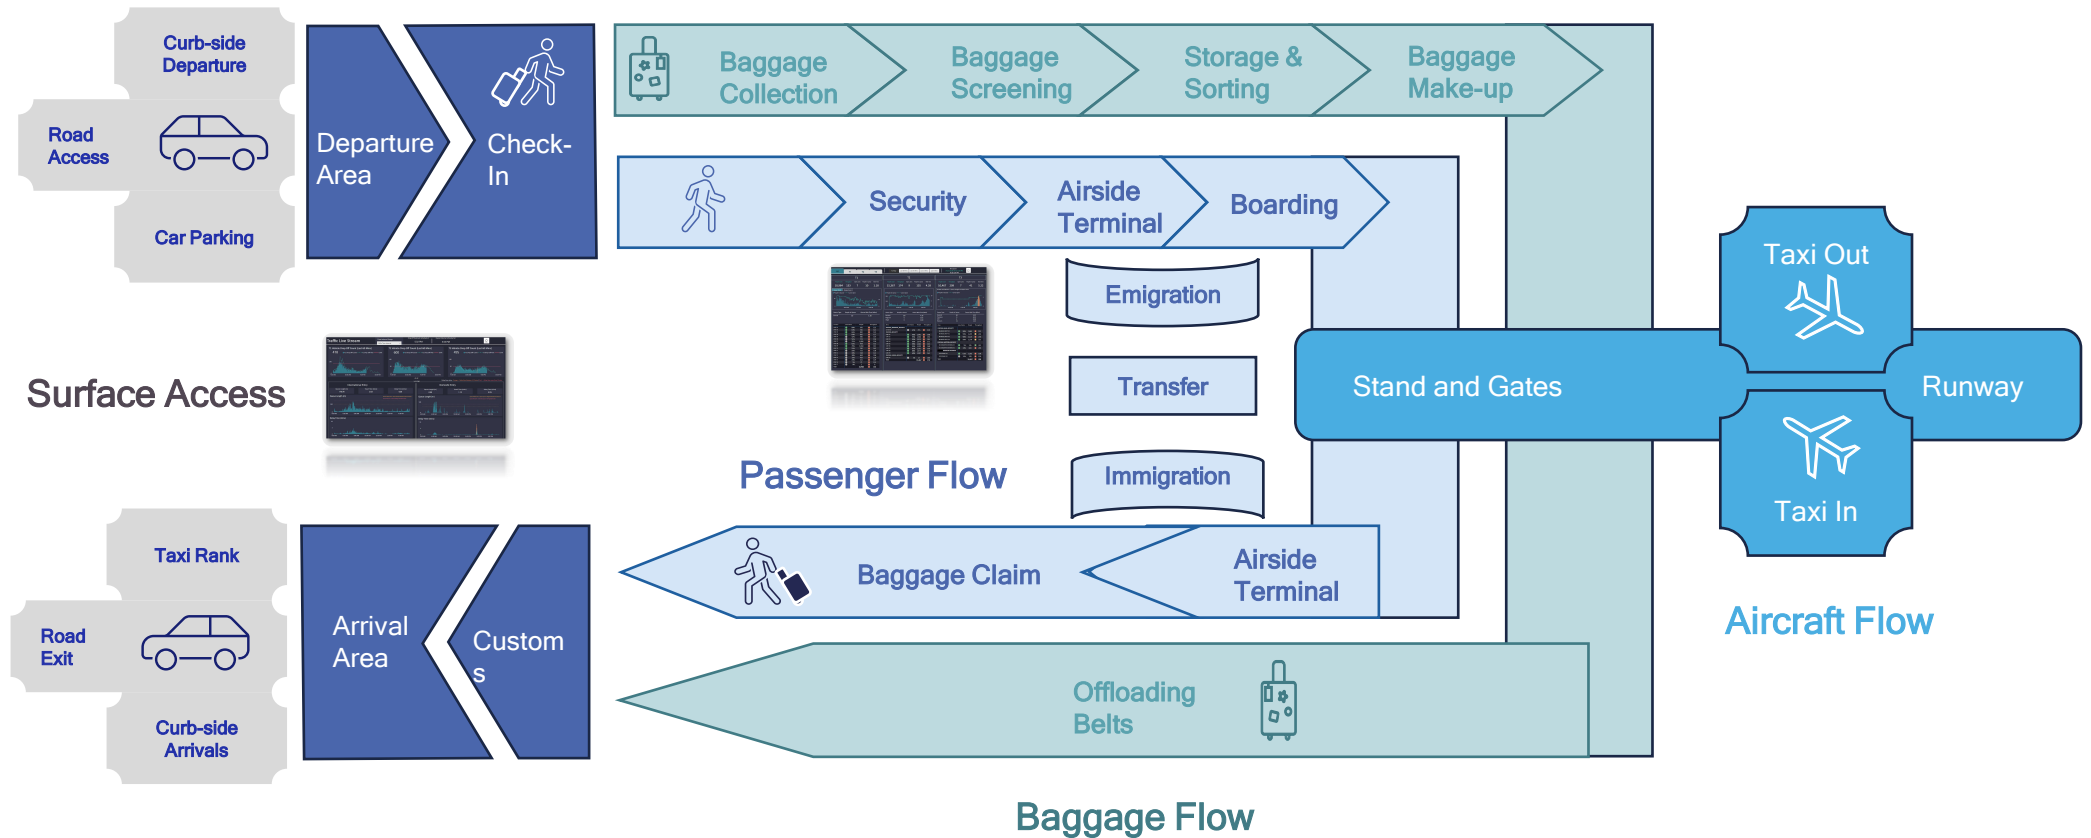 Curb-side
Departure
Road
Access
Car Parking
Departure
Area
Check-
In
Baggage
Collection
Baggage
Screening
Storage &
Sorting
Baggage
Make-up
Security
Airside
Terminal
Boarding
Emigration
Transfer
Immigration
Taxi Out
Stand and Gates
Runway
Taxi In
Surface Access
Traffic Live Stream
Passenger Flow
Aircraft Flow
Taxi Rank
Road
Exit
Curb-side
Arrivals
Arrival
Area
Custom
s
Baggage Claim
Airside
Terminal
Offloading
Belts
Baggage Flow